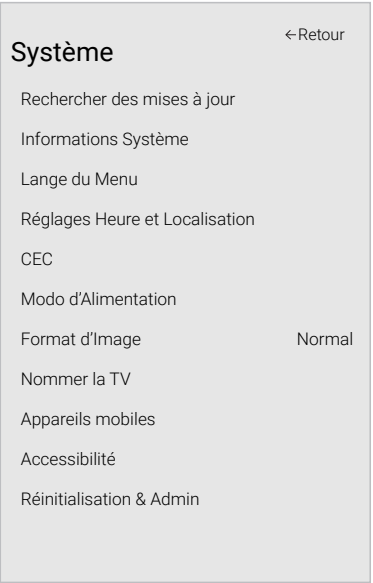 ←Retour
Système
Rechercher des mises à jour
Informations Système
Lange du Menu
Réglages Heure et Localisation
CEC
Modo d'Alimentation
Format d'Image Normal
Nommer la TV
Appareils mobiles
Accessibilité
Réinitialisation & Admin